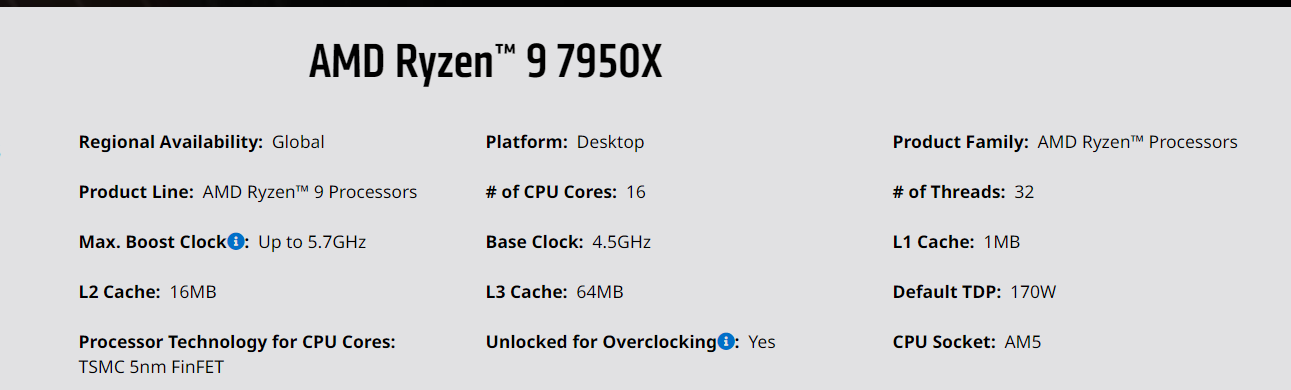 AMD Ryzen™ 9 7950X
Regional Availability: Global
Platform: Desktop
Product Family: AMD Ryzen™ Processors
Product Line: AMD Ryzen™ 9 Processors
# of CPU Cores: 16
# of Threads: 32
Max. Boost Clock: Up to 5.7GHz
Base Clock: 4.5GHz
L1 Cache: 1MB
L2 Cache: 16MB
L3 Cache: 64MB
Default TDP: 170W
Processor Technology for CPU Cores:
TSMC 5nm FinFET
Unlocked for Overclocking: Yes
CPU Socket: AM5